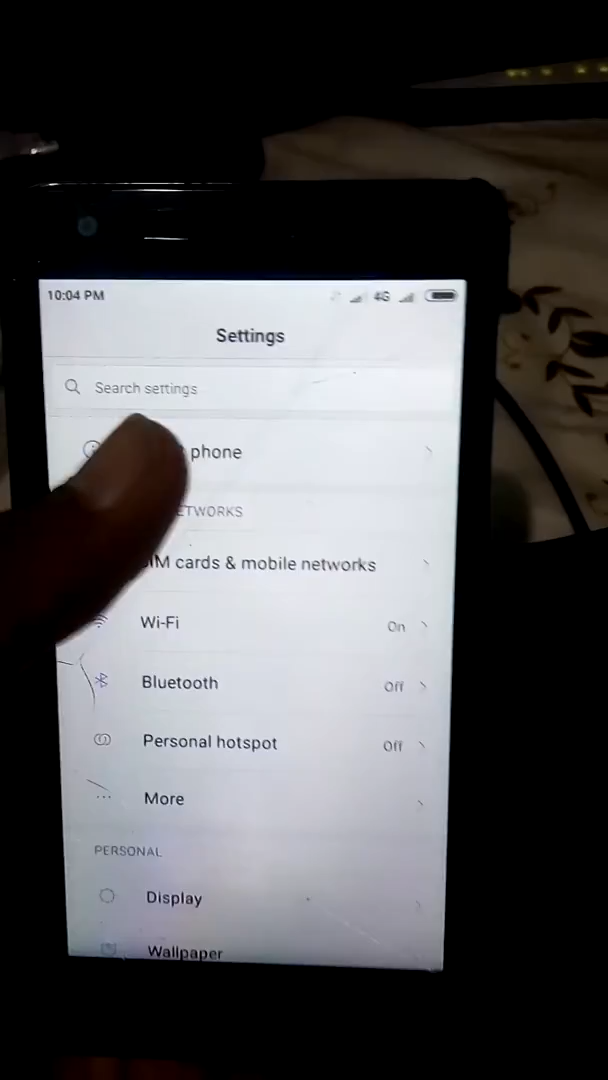 10:04 PM 4G
Settings
Search settings
phone
ETWORKS
IM cards & mobile networks
Wi-Fi On
Bluetooth Off
Personal hotspot Off
More
PERSONAL
Display
Wallpaper